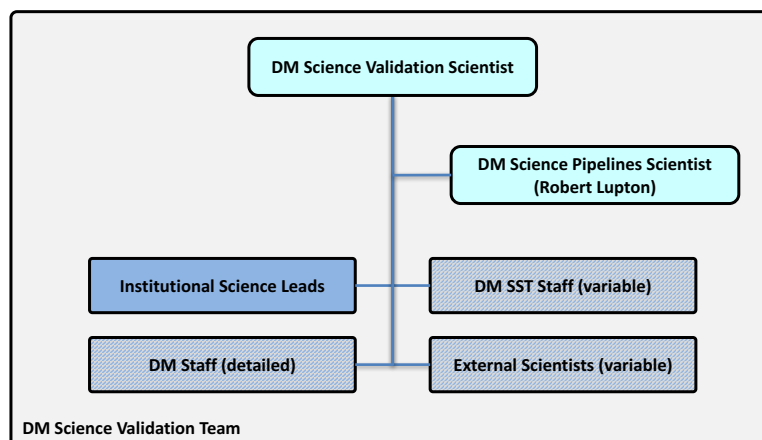 DM Science Validation Scientist
DM Science Pipelines Scientist
(Robert Lupton)
Institutional Science Leads
DM SST Staff (variable)
DM Staff (detailed)
External Scientists (variable)
DM Science Validation Team